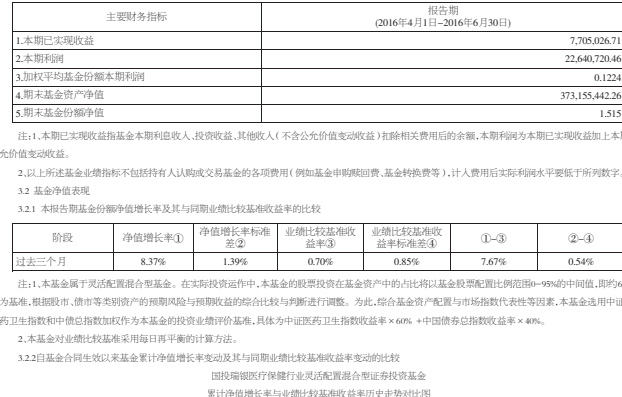 主要财务指标
报告期
(2016年4月1日-2016年6月30日)
1.本期已实现收益 7,705,026.71
2.本期利润 22,640,720.46
3.加权平均基金份额本期利润 0.1224
4.期末基金资产净值 373,155,442.26
5.期末基金份额净值 1.515
注:1、本期已实现收益指基金本期利息收入、投资收益、其他收入(不含公允价值变动收益)扣除相关费用后的余额,本期利润为本期已实现收益加上本期
允价值变动收益。
2、以上所述基金业绩指标不包括持有人认购或交易基金的各项费用(例如基金申购赎回费、基金转换费等),计入费用后实际利润水平要低于所列数字。
3.2 基金净值表现
3.2.1 本报告期基金份额净值增长率及其与同期业绩比较基准收益率的比较
阶段 净值增长率① 净值增长率标准差② 业绩比较基准收益率③ 业绩比较基准收益率标准差④ ①-③ ②-④
过去三个月 8.37% 1.39% 0.70% 0.85% 7.67% 0.54%
注:1、本基金属于灵活配置混合型基金。在实际投资运作中,本基金的股票投资在基金资产中的占比将以基金股票配置比例范围0-95%的中间值,即约6
为基准,根据股市、债市等类别资产的预期风险与预期收益的综合比较与判断进行调整。为此,综合基金资产配置与市场指数代表性等因素,本基金选用中证
药卫生指数和中债总指数加权作为本基金的投资业绩评价基准,具体为中证医药卫生指数收益率×60% +中国债券总指数收益率×40%。
2、本基金对业绩比较基准采用每日再平衡的计算方法。
3.2.2自基金合同生效以来基金累计净值增长率变动及其与同期业绩比较基准收益率变动的比较
国投瑞银医疗保健行业灵活配置混合型证券投资基金
累计净值增长率与业绩比较基准收益率历史走势对比图